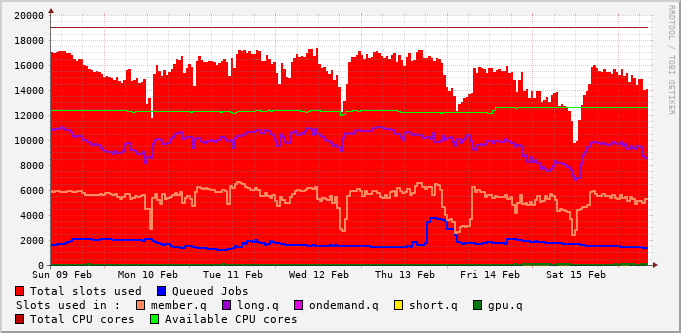 20000
18000
16000
14000
12000
10000
8000
6000
4000
2000
0
Sun 09 Feb Mon 10 Feb Tue 11 Feb Wed 12 Feb Thu 13 Feb Fri 14 Feb Sat 15 Feb
Total slots used Queued Jobs
Slots used in : member.q long.q ondemand.q short.q gpu.q
Total CPU cores Available CPU cores
RRDTOOL / TOBI OETIKER